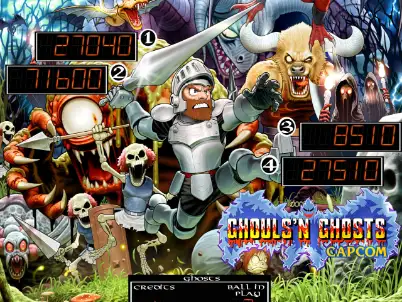 27040 1
71600 2
3
8510
4
27510
GHOULS'N GHOSTS
CAPCOM
GHOSTS
CREDITS
BALL IN
PLAY